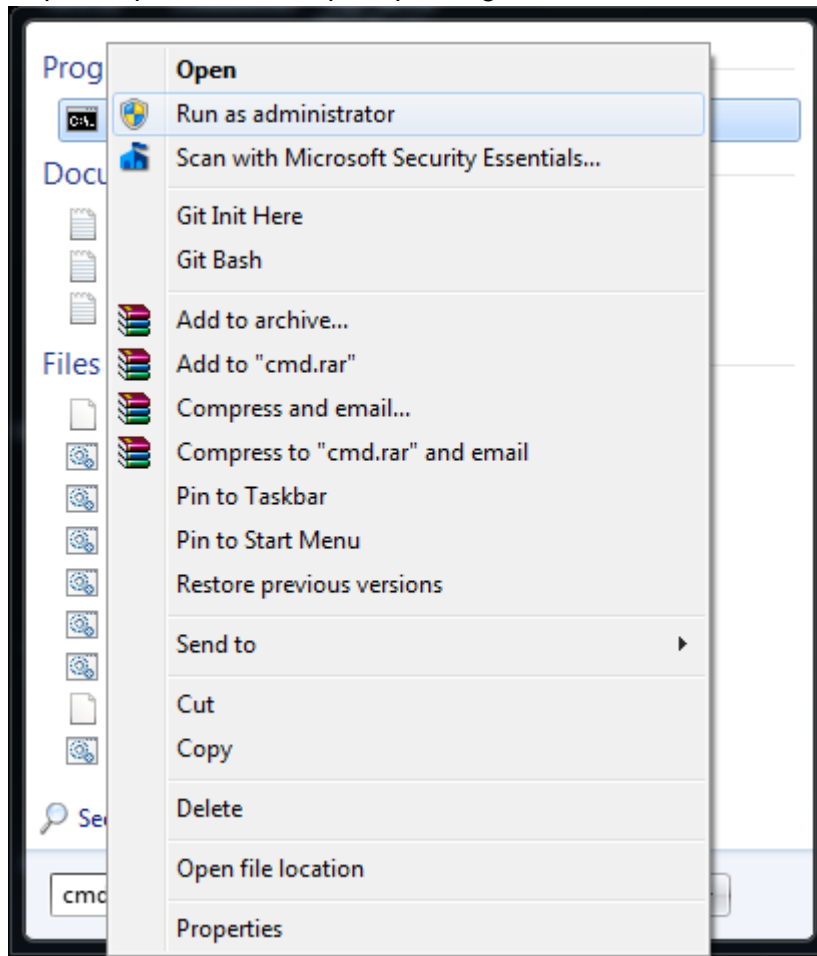 Prog
Open
Run as administrator
Scan with Microsoft Security Essentials...
Docu
Git Init Here
Git Bash
Add to archive...
Files
Add to "cmd.rar"
Compress and email...
Compress to "cmd.rar" and email
Pin to Taskbar
Pin to Start Menu
Restore previous versions
Send to
Cut
Copy
Delete
See
Open file location
cmd
Properties